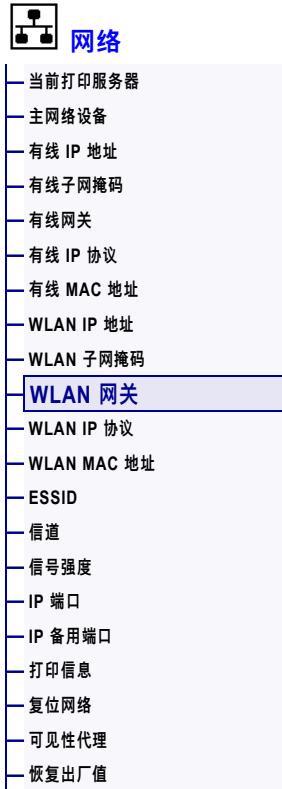 网络
当前打印服务器
主网络设备
有线 IP 地址
有线子网掩码
有线网关
有线 IP 协议
有线 MAC 地址
WLAN IP 地址
WLAN 子网掩码
WLAN 网关
WLAN IP 协议
WLAN MAC 地址
ESSID
信道
信号强度
IP 端口
IP 备用端口
打印信息
复位网络
可见性代理
恢复出厂值